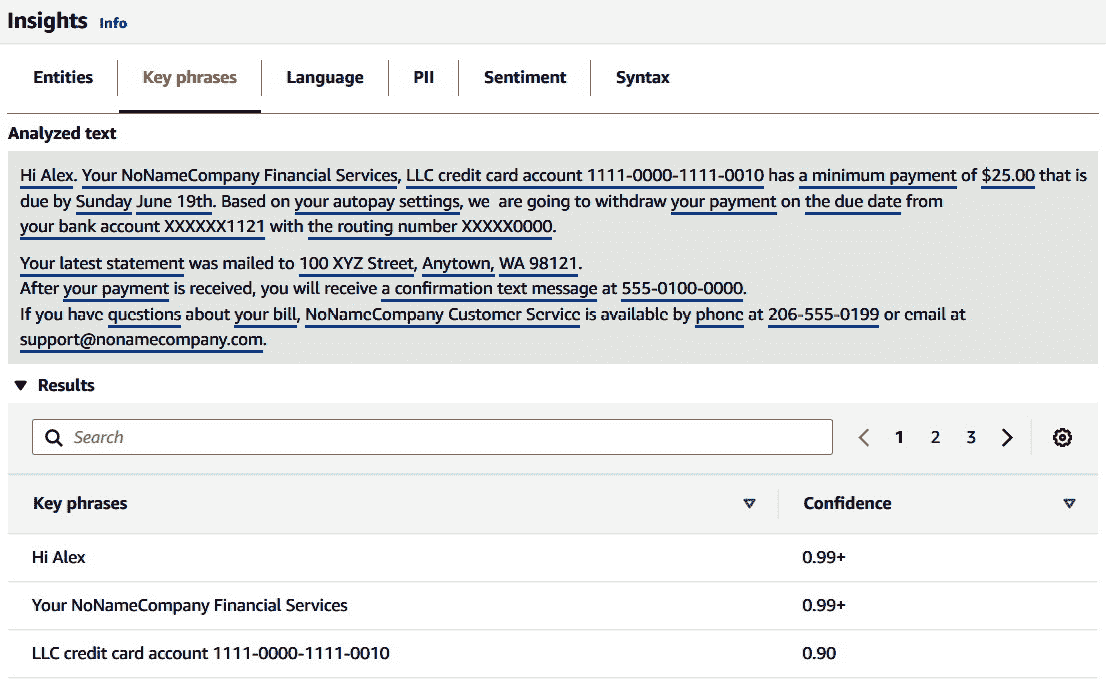 Insights Info
Entities Key phrases Language PII Sentiment Syntax
Analyzed text
Hi Alex. Your NoNameCompany Financial Services, LLC credit card account 1111-0000-1111-0010 has a minimum payment of $25.00 that is
due by Sunday June 19th. Based on your autopay settings, we are going to withdraw your payment on the due date from
your bank account XXXXXX1121 with the routing number XXXXX0000.
Your latest statement was mailed to 100 XYZ Street, Anytown, WA 98121.
After your payment is received, you will receive a confirmation text message at 555-0100-0000.
If you have questions about your bill, NoNameCompany Customer Service is available by phone at 206-555-0199 or email at
support@nonamecompany.com.
Results
Search 1 2 3
Key phrases Confidence
Hi Alex 0.99+
Your NoNameCompany Financial Services 0.99+
LLC credit card account 1111-0000-1111-0010 0.90